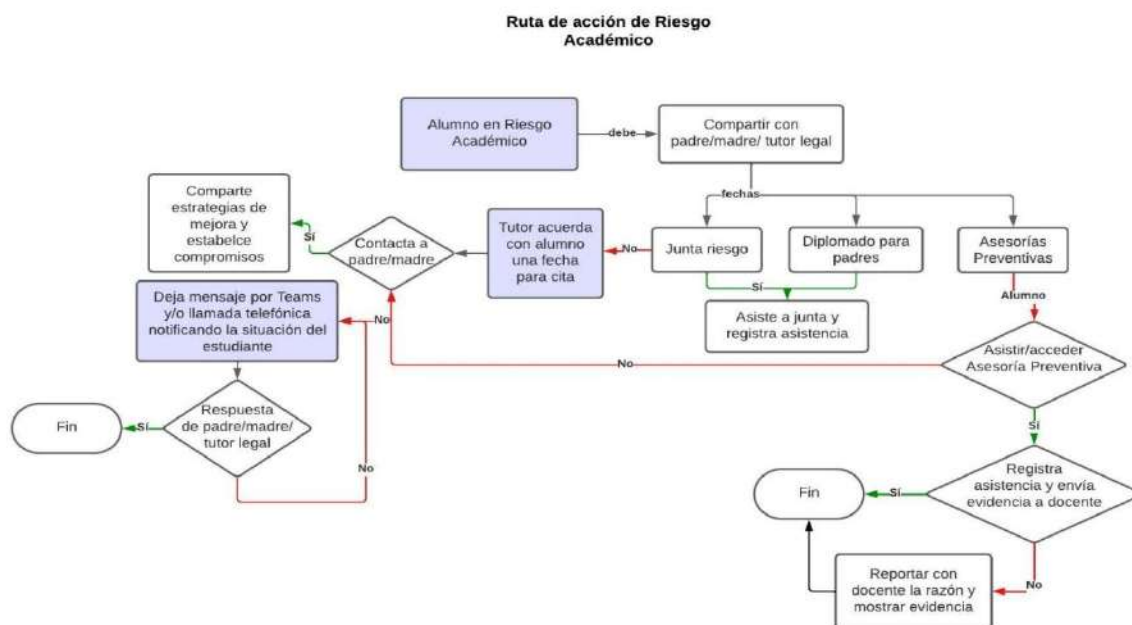 Ruta de acción de Riesgo
Académico
Alumno en Riesgo
Académico
debe
Compartir con
padre/madre/ tutor legal
fechas
Comparte
estrategias de
mejora y
estabelce
compromisos
Sí
Contacta a
padre/madre
Tutor acuerda
con alumno
una fecha
para cita
No
Junta riesgo
Diplomado para
padres
Asesorías
Preventivas
Sí
Asiste a junta y
registra asistencia
Alumno
Deja mensaje por Teams
y/o llamada telefónica
notificando la situación del
estudiante
No
No
Asistir/acceder
Asesoría Preventiva
Fin
Sí
Respuesta
de padre/madre/
tutor legal
No
Sí
Registra
asistencia y envía
evidencia a docente
Sí
Fin
No
Reportar con
docente la razón y
mostrar evidencia